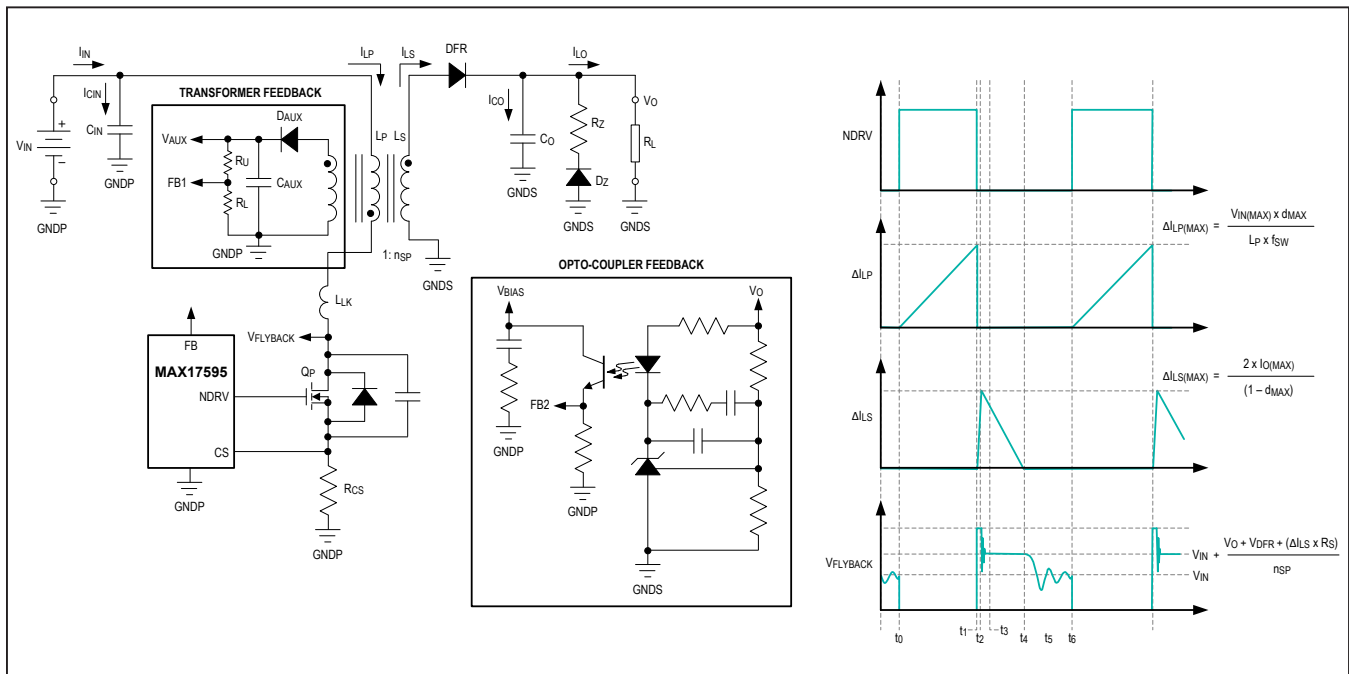 IIN
ILP
ILS
DFR
ILO
ICIN
TRANSFORMER FEEDBACK
ICO
VO
VIN
+
−
CIN
DAUX
VAUX
RU
FB1
RL
CAUX
LP LS
CO
RZ
DZ
RL
GNDP
GNDP
GNDP
GNDS
GNDS
GNDS
1: nSP
GNDS
LLK
VFLYBACK
FB
MAX17595
QP
NDRV
CS
RCS
GNDP
GNDP
OPTO-COUPLER FEEDBACK
VBIAS
VO
FB2
GNDP
GNDP
GNDS
NDRV
ΔILP
ΔILP(MAX) = VIN(MAX) x dMAX
LP x fSW
ΔILS
ΔILS(MAX) = 2 x IO(MAX)
(1 – dMAX)
VFLYBACK
VIN + VO + VDFR + (ΔILS x RS)
nSP
VIN
t0 t1 t2 t3 t4 t5 t6